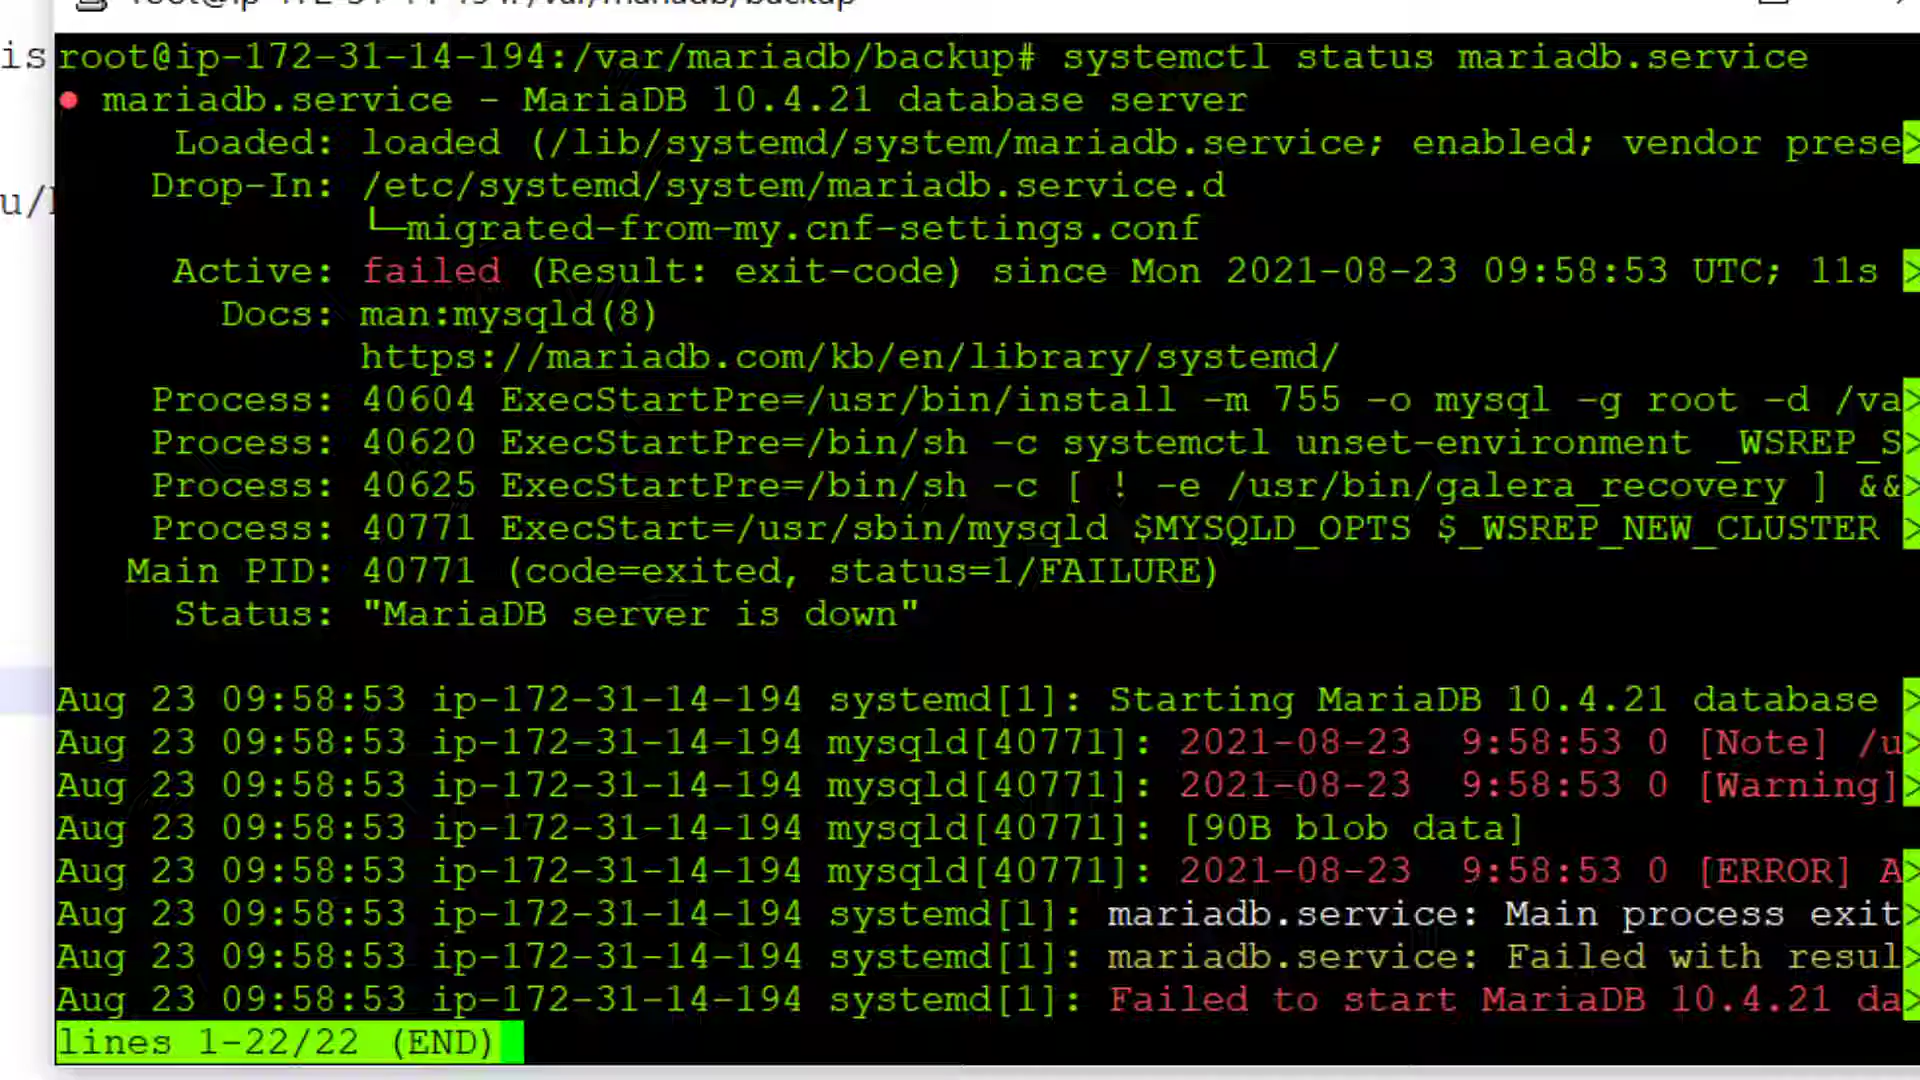 root@ip-172-31-14-194:/var/mariadb/backup
is
root@ip-172-31-14-194:/var/mariadb/backup# systemctl status mariadb.service
● mariadb.service - MariaDB 10.4.21 database server
Loaded: loaded (/lib/systemd/system/mariadb.service; enabled; vendor prese>
Drop-In: /etc/systemd/system/mariadb.service.d
u/
└─migrated-from-my.cnf-settings.conf
Active: failed (Result: exit-code) since Mon 2021-08-23 09:58:53 UTC; 11s >
Docs: man:mysqld(8)
https://mariadb.com/kb/en/library/systemd/
Process: 40604 ExecStartPre=/usr/bin/install -m 755 -o mysql -g root -d /va>
Process: 40620 ExecStartPre=/bin/sh -c systemctl unset-environment _WSREP_S>
Process: 40625 ExecStartPre=/bin/sh -c [ ! -e /usr/bin/galera_recovery ] &&>
Process: 40771 ExecStart=/usr/sbin/mysqld $MYSQLD_OPTS $_WSREP_NEW_CLUSTER >
Main PID: 40771 (code=exited, status=1/FAILURE)
Status: "MariaDB server is down"
Aug 23 09:58:53 ip-172-31-14-194 systemd[1]: Starting MariaDB 10.4.21 database >
Aug 23 09:58:53 ip-172-31-14-194 mysqld[40771]: 2021-08-23  9:58:53 0 [Note] /u>
Aug 23 09:58:53 ip-172-31-14-194 mysqld[40771]: 2021-08-23  9:58:53 0 [Warning]>
Aug 23 09:58:53 ip-172-31-14-194 mysqld[40771]: [90B blob data]
Aug 23 09:58:53 ip-172-31-14-194 mysqld[40771]: 2021-08-23  9:58:53 0 [ERROR] A>
Aug 23 09:58:53 ip-172-31-14-194 systemd[1]: mariadb.service: Main process exit>
Aug 23 09:58:53 ip-172-31-14-194 systemd[1]: mariadb.service: Failed with resul>
Aug 23 09:58:53 ip-172-31-14-194 systemd[1]: Failed to start MariaDB 10.4.21 da>
lines 1-22/22 (END)